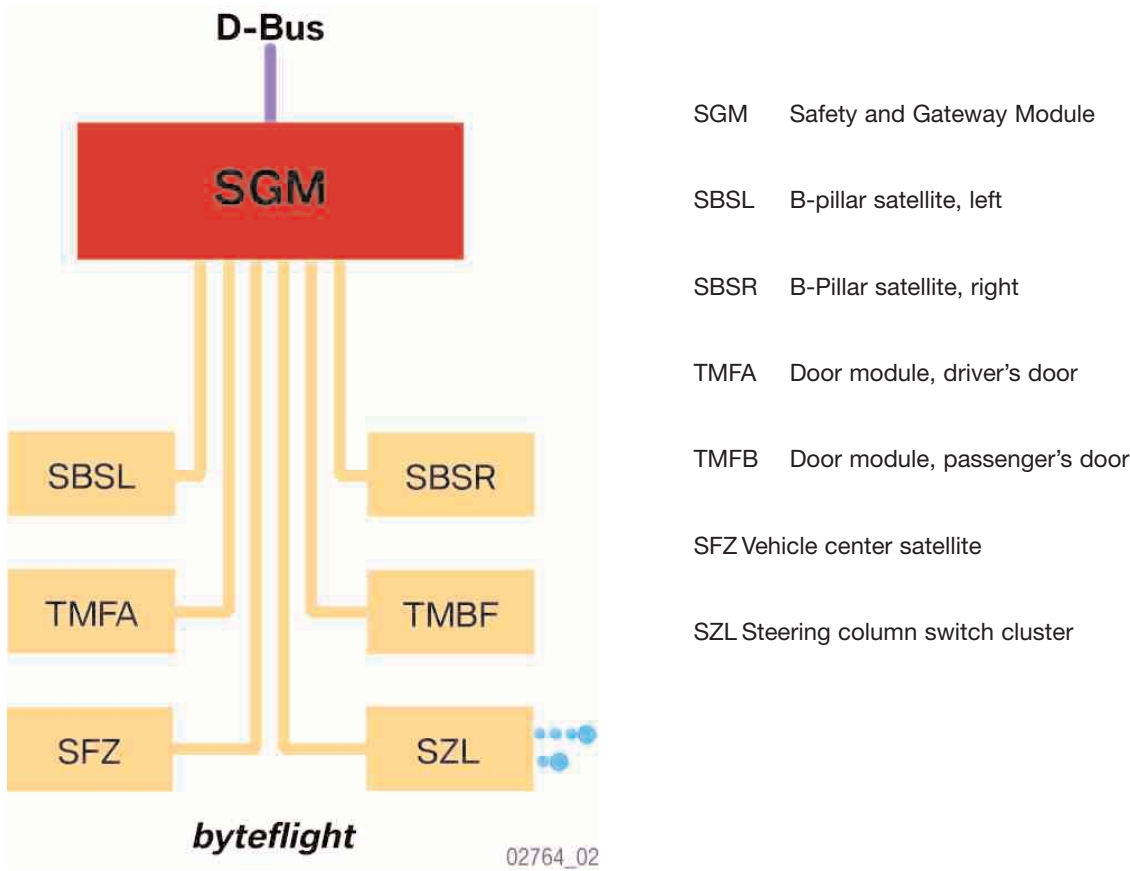 D-Bus
SGM
SBSL
SBSR
TMFA
TMBF
SFZ
SZL
byteflight
02764_02
SGM Safety and Gateway Module
SBSL B-pillar satellite, left
SBSR B-Pillar satellite, right
TMFA Door module, driver's door
TMFB Door module, passenger's door
SFZ Vehicle center satellite
SZL Steering column switch cluster